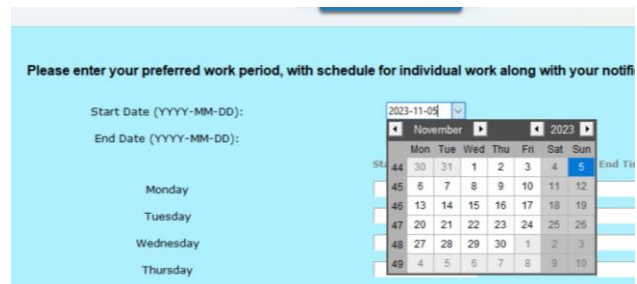 Please enter your preferred work period, with schedule for individual work along with your
Start Date (YYYY-MM-DD):
2023-11-05
End Date (YYYY-MM-DD):
November 2023
Mon Tue Wed Thu Fri Sat Sun
44 30 31 1 2 3 4 5
45 6 7 8 9 10 11 12
46 13 14 15 16 17 18 19
47 20 21 22 23 24 25 26
48 27 28 29 30 1 2 3
49 4 5 6 7 8 9 10
End
Monday
Tuesday
Wednesday
Thursday